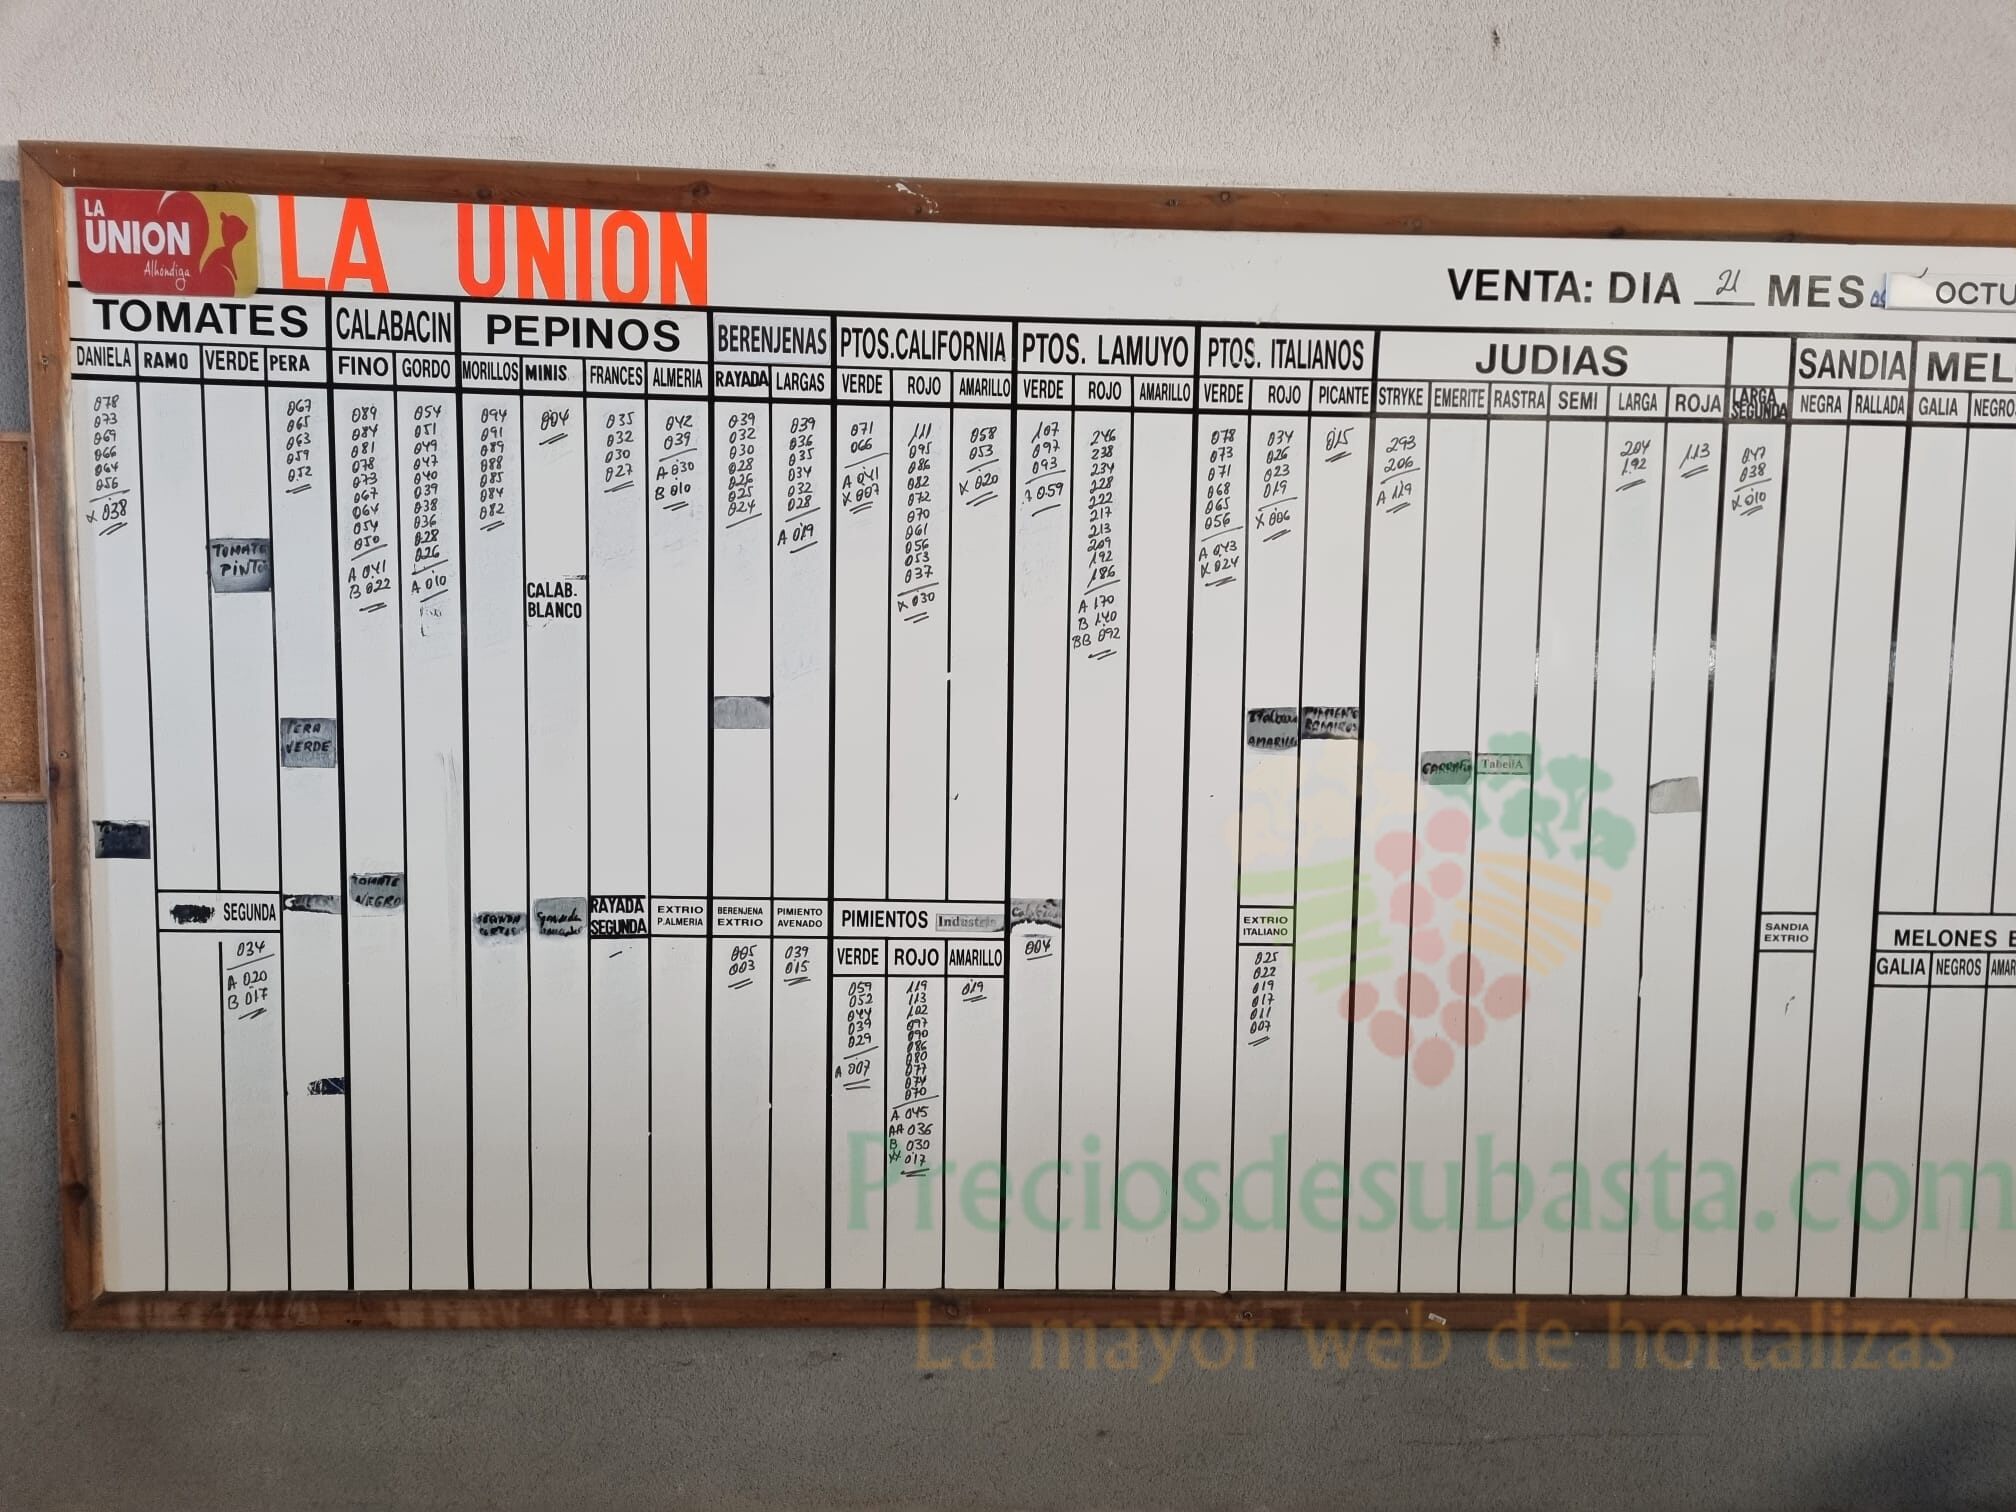 LA
UNION
Alhóndiga
LA UNION
VENTA: DIA 21 MES OCTU
TOMATES CALABACIN PEPINOS BERENJENAS PTOS.CALIFORNIA PTOS. LAMUYO PTOS. ITALIANOS JUDIAS SANDIA MEL
DANIELA RAMO VERDE PERA FINO GORDO MORILLOS MINIS FRANCES ALMERIA RAYADA LARGAS VERDE ROJO AMARILLO VERDE ROJO AMARILLO VERDE ROJO PICANTE STRYKE EMERITE RASTRA SEMI LARGA ROJA LARGA SEGUNDA NEGRA RALLADA GALIA NEGRO
078
073
069
066
064
056
X 038
067
065
063
059
052
089
084
081
078
073
067
064
054
050
A 041
B 022
054
051
049
047
040
039
038
036
028
026
A 010
094
091
089
088
085
084
082
004
035
032
030
027
042
039
A 030
B 010
039
032
030
028
026
025
024
039
036
035
034
032
028
A 019
071
066
A 041
X 007
111
095
086
082
072
070
061
056
053
037
X 030
058
053
X 020
107
097
093
059
246
238
234
228
222
217
213
209
192
186
A 170
B 140
BB 092
078
073
071
068
065
056
A 043
X 024
034
026
023
019
X 006
015
293
206
A 119
204
192
113
047
038
X 010
TOMATE
PINTO
CALAB.
BLANCO
PERA
VERDE
AMARILLO
TabellA
TOMATE
NEGRO
SEGUNDA
RAYADA
SEGUNDA
EXTRIO
P.ALMERIA
BERENJENA
EXTRIO
PIMIENTO
AVENADO
PIMIENTOS Industria
VERDE ROJO AMARILLO
EXTRIO
ITALIANO
SANDIA
EXTRIO
MELONES E
GALIA NEGROS AMAR
034
A 020
B 017
005
003
039
015
059
052
044
039
029
A 007
119
113
102
097
090
086
080
077
074
070
A 045
AA 036
B 030
XX 017
019
004
025
022
019
017
011
007
Preciosdesubasta.com
La mayor web de hortalizas